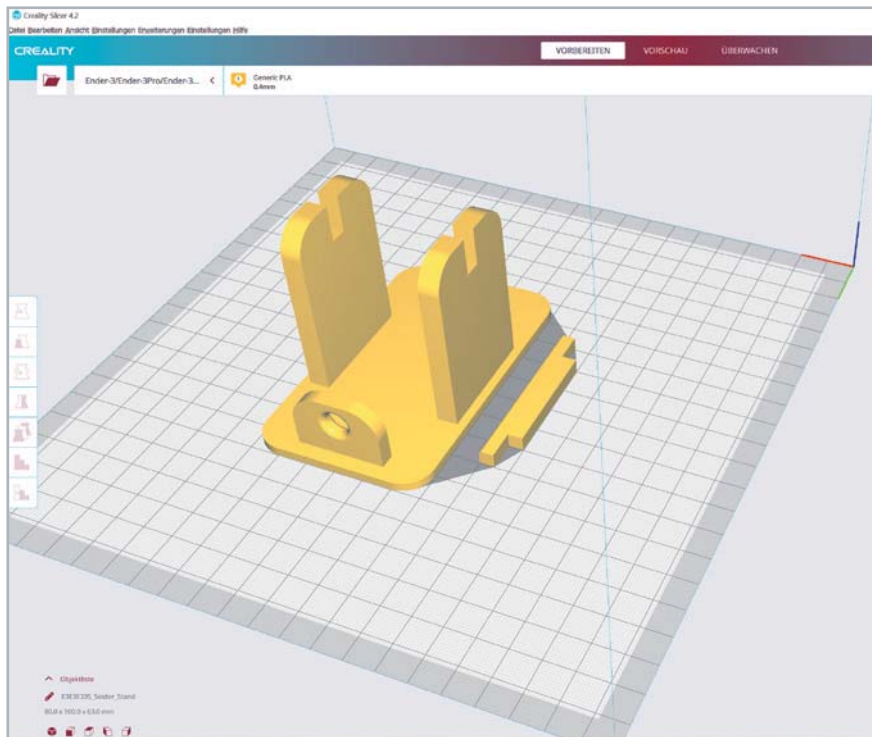 Creality Slicer 4.2
Datei Bearbeiten Ansicht Einstellungen Erweiterungen Einstellungen Hilfe
CREALITY
VORBEREITEN VORSCHAU ÜBERWACHEN
Ender-3/Ender-3Pro/Ender-3...
Generic PLA
0.4mm
Objektliste